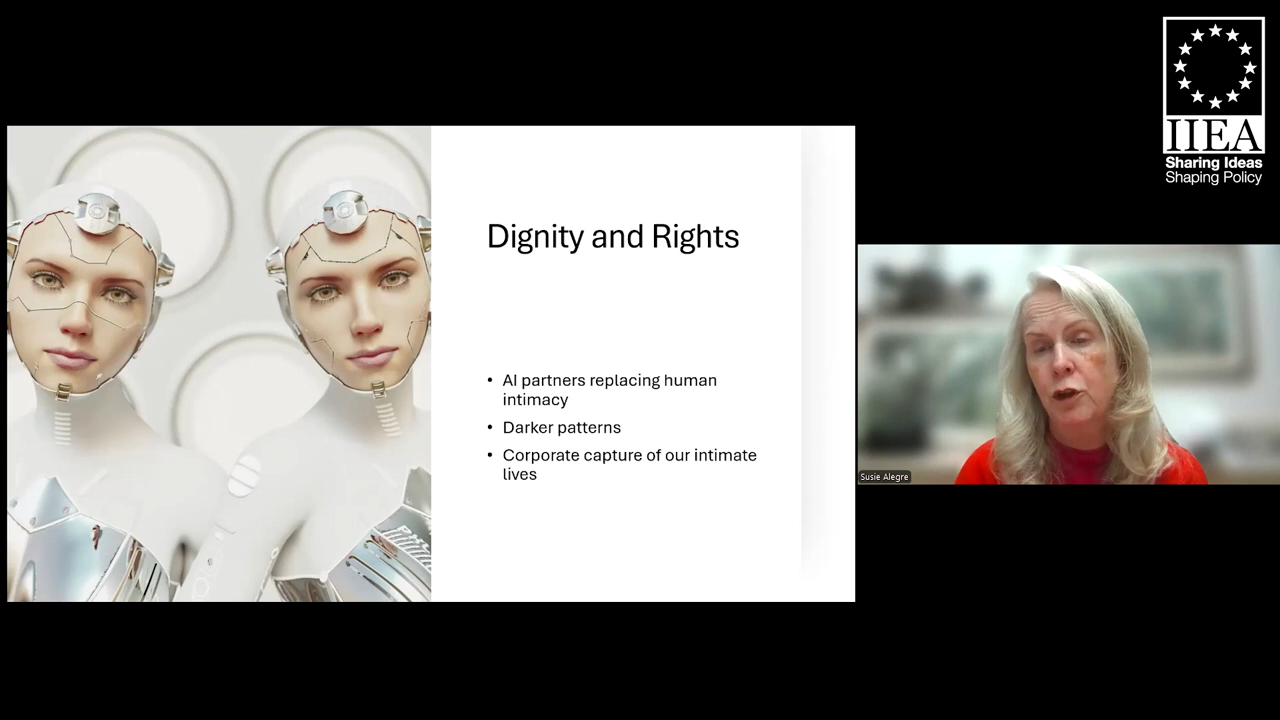 IIEA
Sharing Ideas
Shaping Policy
Dignity and Rights
• AI partners replacing human
intimacy
• Darker patterns
• Corporate capture of our intimate
lives
Susie Alegre